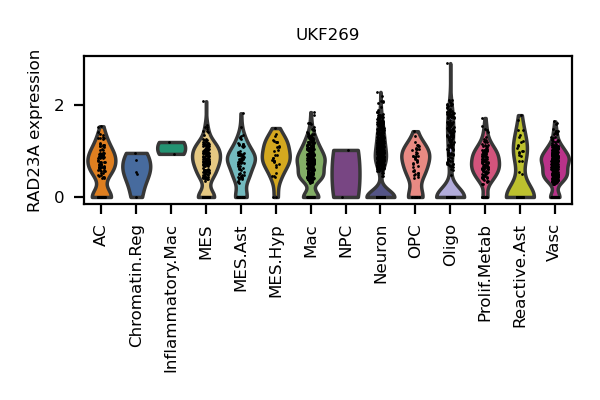 UKF269
RAD23A expression
2
0
AC
Chromatin.Reg
Inflammatory.Mac
MES
MES.Ast
MES.Hyp
Mac
NPC
Neuron
OPC
Oligo
Prolif.Metab
Reactive.Ast
Vasc